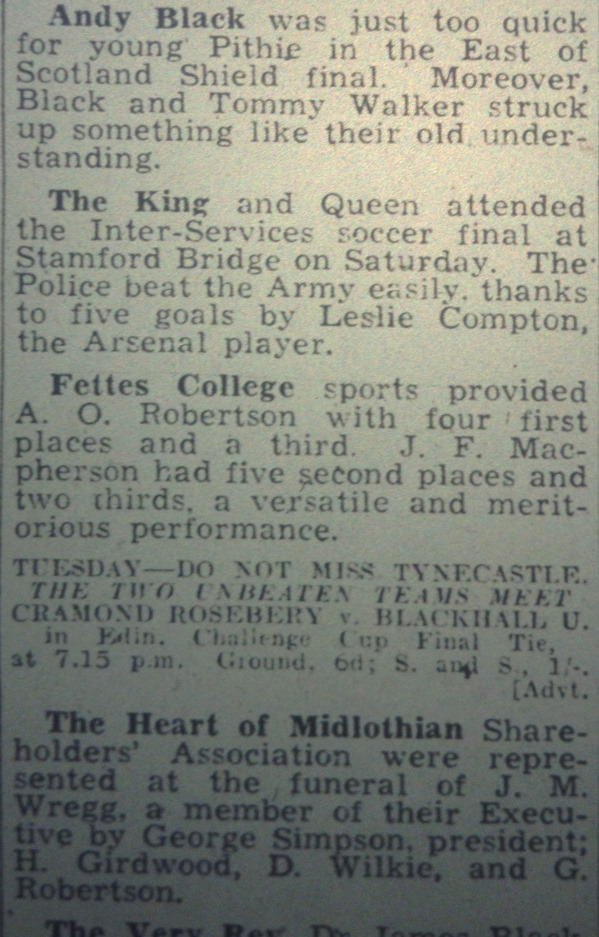 Andy Black was just too quick
for young Pithie in the East of
Scotland Shield final. Moreover,
Black and Tommy Walker struck
up something like their old under-
standing.
The King and Queen attended
the Inter-Services soccer final at
Stamford Bridge on Saturday. The
Police beat the Army easily, thanks
to five goals by Leslie Compton,
the Arsenal player.
Fettes College sports provided
A. O. Robertson with four first
places and a third. J. F. Mac-
pherson had five second places and
two thirds, a versatile and merit-
orious performance.
TUESDAY—DO NOT MISS TYNECASTLE.
THE TWO UNBEATEN TEAMS MEET
CRAMOND ROSEBERY v. BLACKHALL U.
in Edin. Challenge Cup Final Tie,
at 7.15 p.m. Ground, 6d; S. and S., 1/-.
[Advt.
The Heart of Midlothian Share-
holders' Association were repre-
sented at the funeral of J. M.
Wregg, a member of their Execu-
tive by George Simpson, president;
H. Girdwood, D. Wilkie, and G.
Robertson.
The Very Rev. Dr James Black